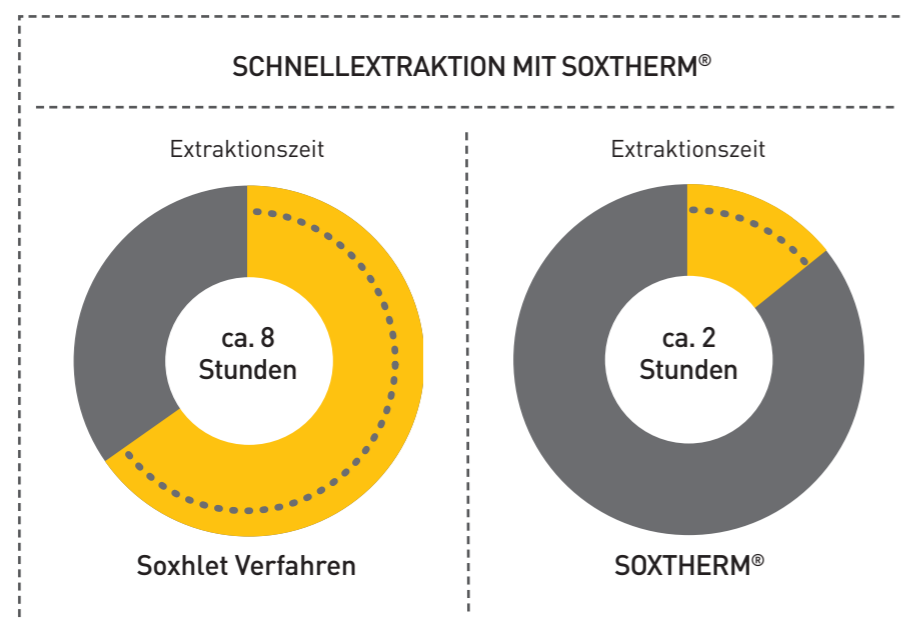 SCHNELLEXTRAKTION MIT SOXTHERM®
Extraktionszeit
ca. 8
Stunden
Soxhlet Verfahren
Extraktionszeit
ca. 2
Stunden
SOXTHERM®